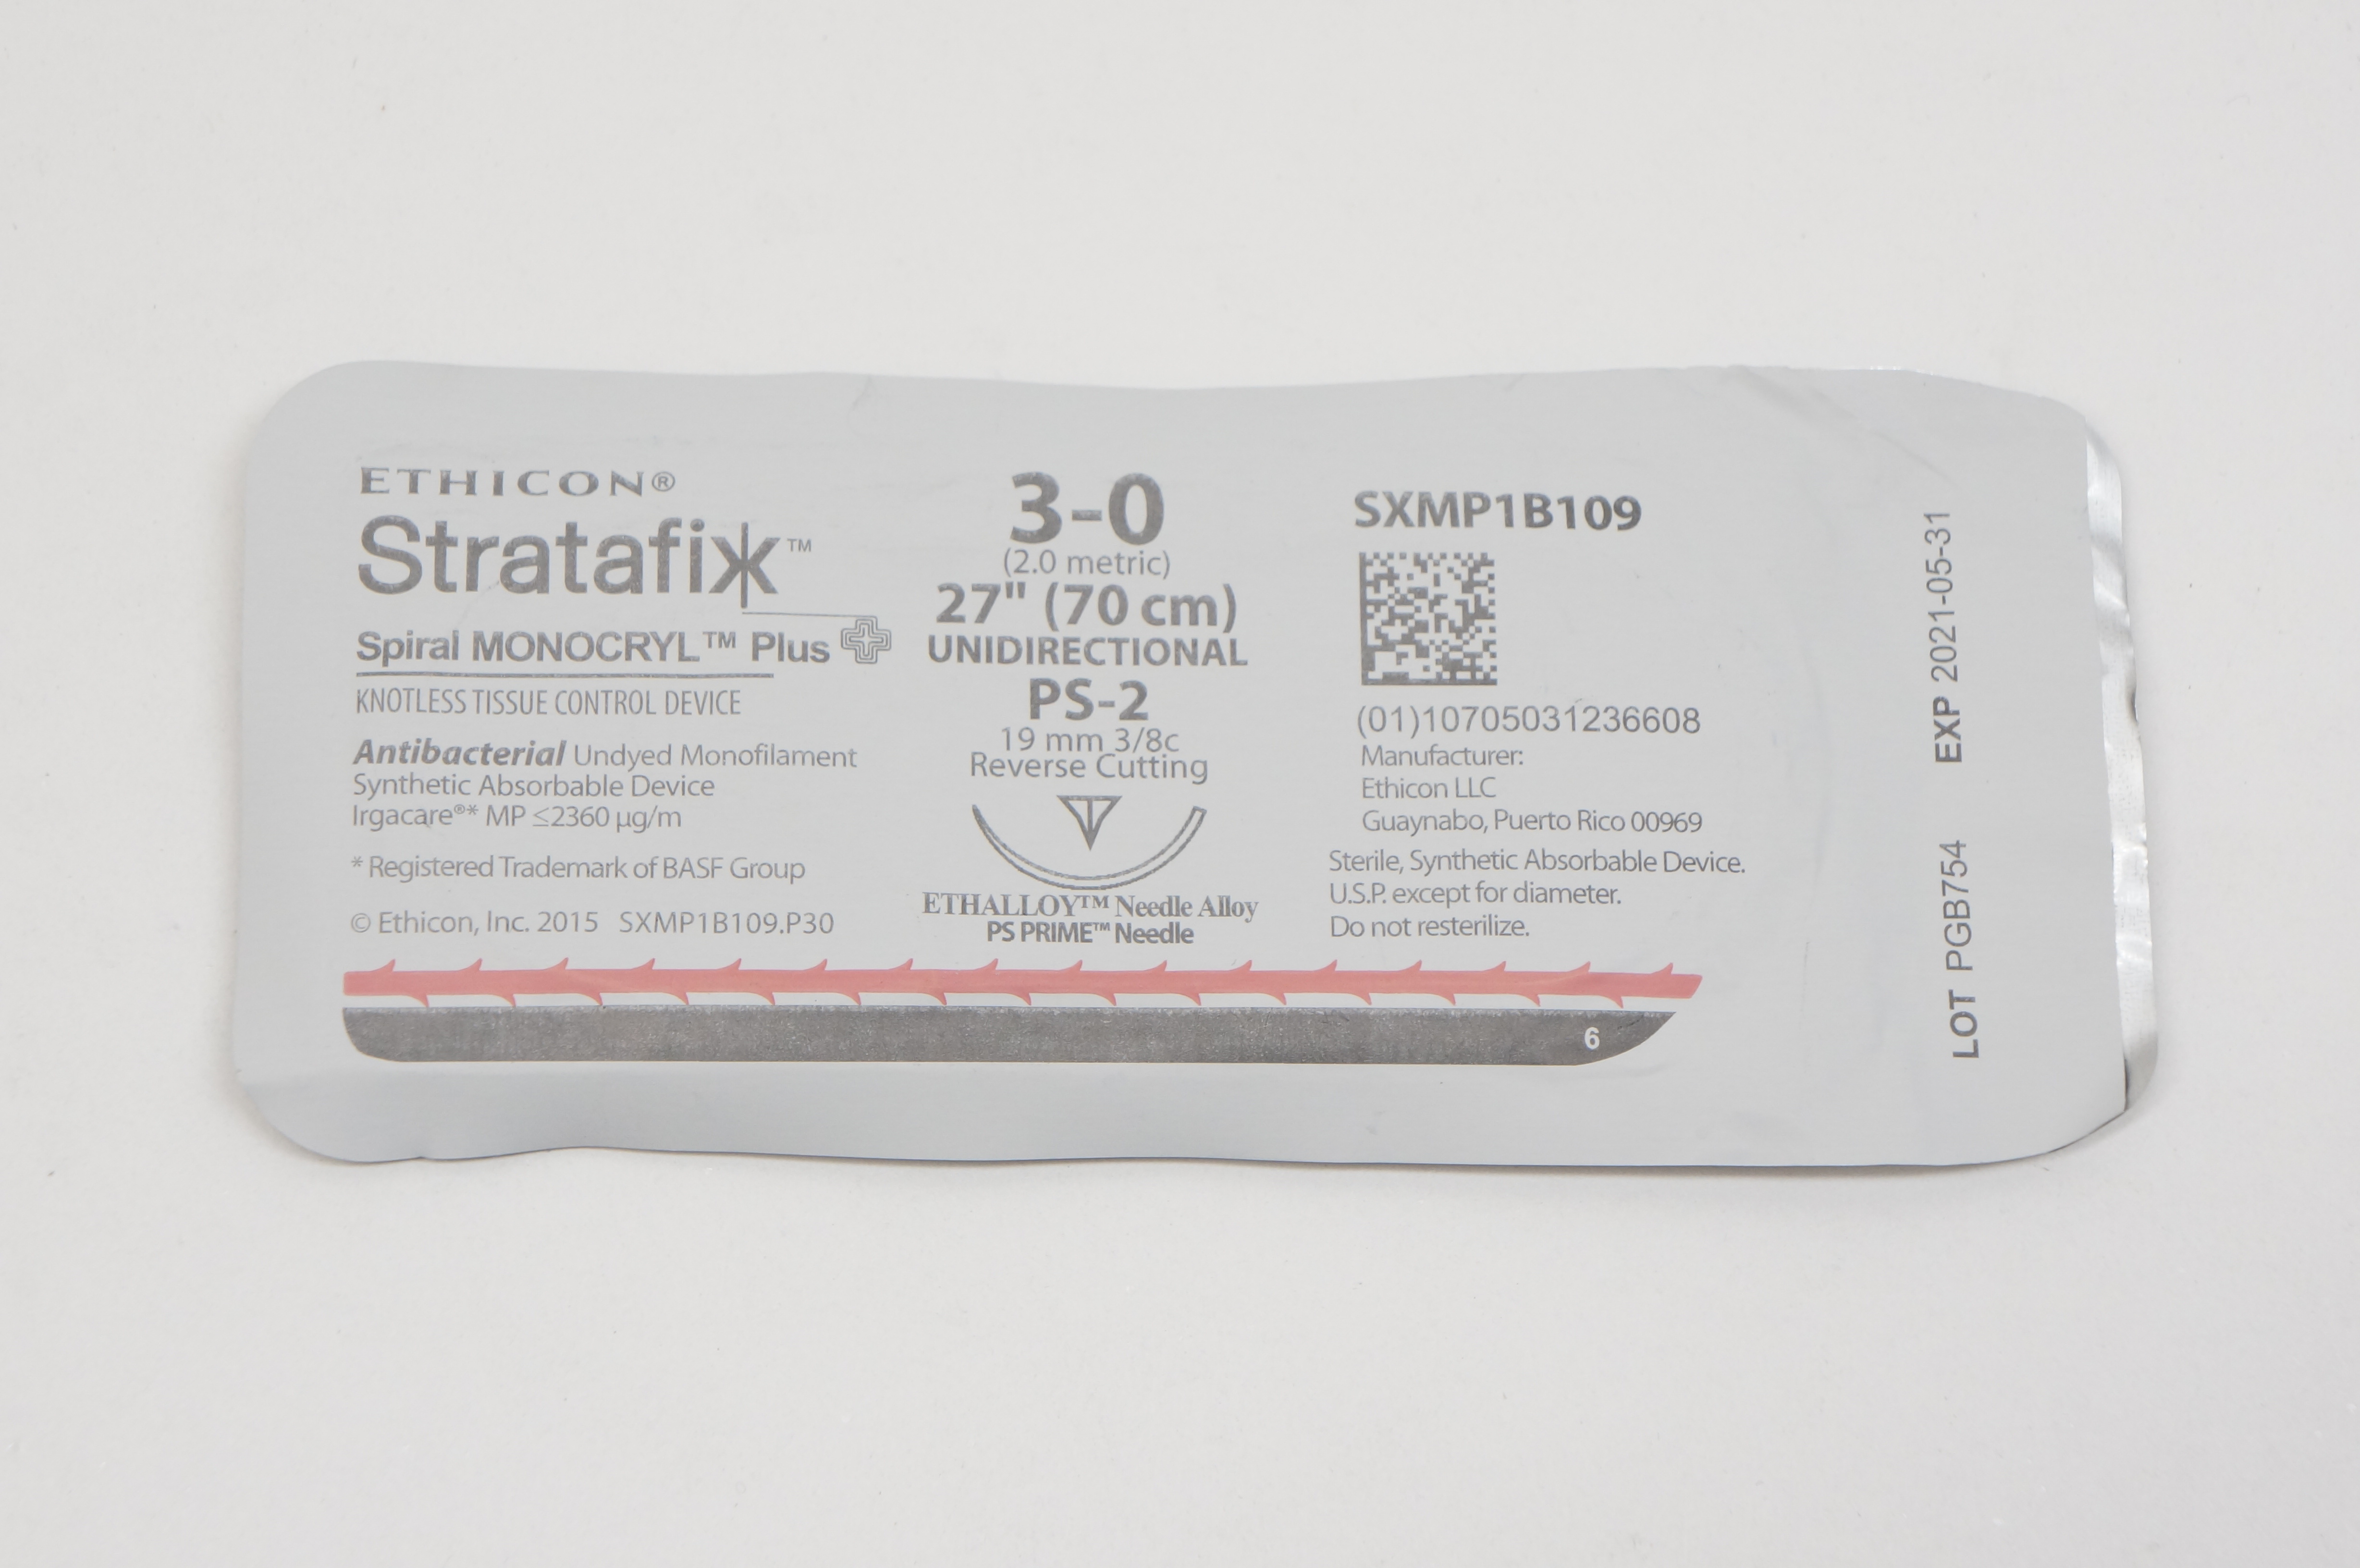 ETHICON®
Stratafix™
Spiral MONOCRYL™ Plus
KNOTLESS TISSUE CONTROL DEVICE
Antibacterial Undyed Monofilament
Synthetic Absorbable Device
Irgacare®* MP ≤2360 µg/m
* Registered Trademark of BASF Group
© Ethicon, Inc. 2015 SXMP1B109.P30
3-0
(2.0 metric)
27" (70 cm)
UNIDIRECTIONAL
PS-2
19 mm 3/8c
Reverse Cutting
ETHALLOY™ Needle Alloy
PS PRIME™ Needle
SXMP1B109
(01)10705031236608
Manufacturer:
Ethicon LLC
Guaynabo, Puerto Rico 00969
Sterile, Synthetic Absorbable Device.
U.S.P. except for diameter.
Do not resterilize.
6
LOT PGB754 EXP 2021-05-31